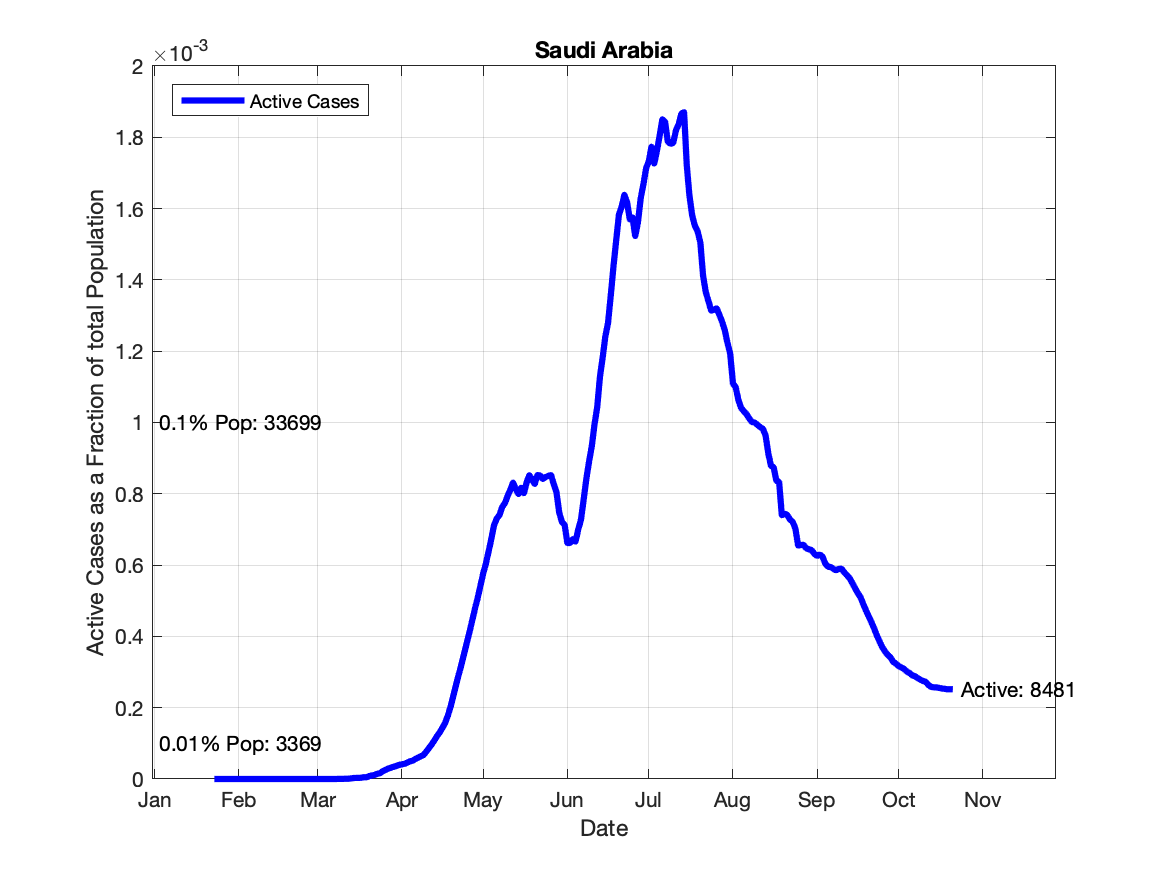 Saudi Arabia
×10-3
Active Cases
2
1.8
1.6
1.4
1.2
1
0.8
0.6
0.4
0.2
0
0.1% Pop: 33699
0.01% Pop: 3369
Active: 8481
Active Cases as a Fraction of total Population
Jan Feb Mar Apr May Jun Jul Aug Sep Oct Nov
Date